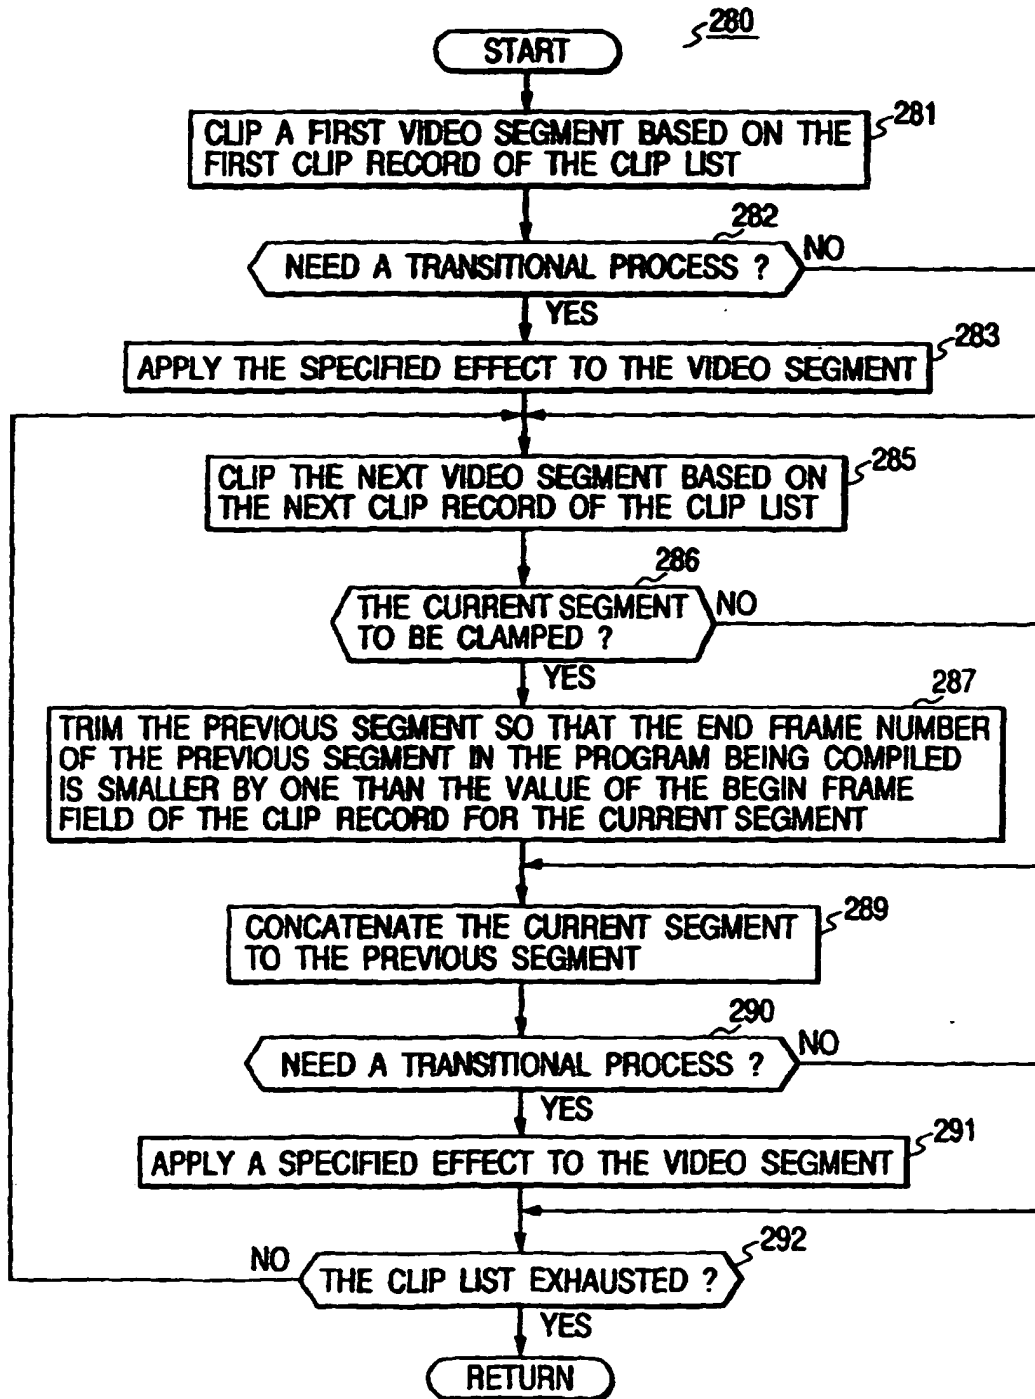 280
START
281
CLIP A FIRST VIDEO SEGMENT BASED ON THE
FIRST CLIP RECORD OF THE CLIP LIST
282
NEED A TRANSITIONAL PROCESS ?
NO
YES
283
APPLY THE SPECIFIED EFFECT TO THE VIDEO SEGMENT
285
CLIP THE NEXT VIDEO SEGMENT BASED ON
THE NEXT CLIP RECORD OF THE CLIP LIST
286
THE CURRENT SEGMENT
TO BE CLAMPED ?
NO
YES
287
TRIM THE PREVIOUS SEGMENT SO THAT THE END FRAME NUMBER
OF THE PREVIOUS SEGMENT IN THE PROGRAM BEING COMPILED
IS SMALLER BY ONE THAN THE VALUE OF THE BEGIN FRAME
FIELD OF THE CLIP RECORD FOR THE CURRENT SEGMENT
289
CONCATENATE THE CURRENT SEGMENT
TO THE PREVIOUS SEGMENT
290
NEED A TRANSITIONAL PROCESS ?
NO
YES
291
APPLY A SPECIFIED EFFECT TO THE VIDEO SEGMENT
292
NO
THE CLIP LIST EXHAUSTED ?
YES
RETURN